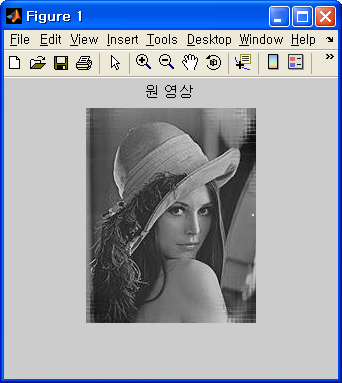 Figure 1
File Edit View Insert Tools Desktop Window Help
원 영상